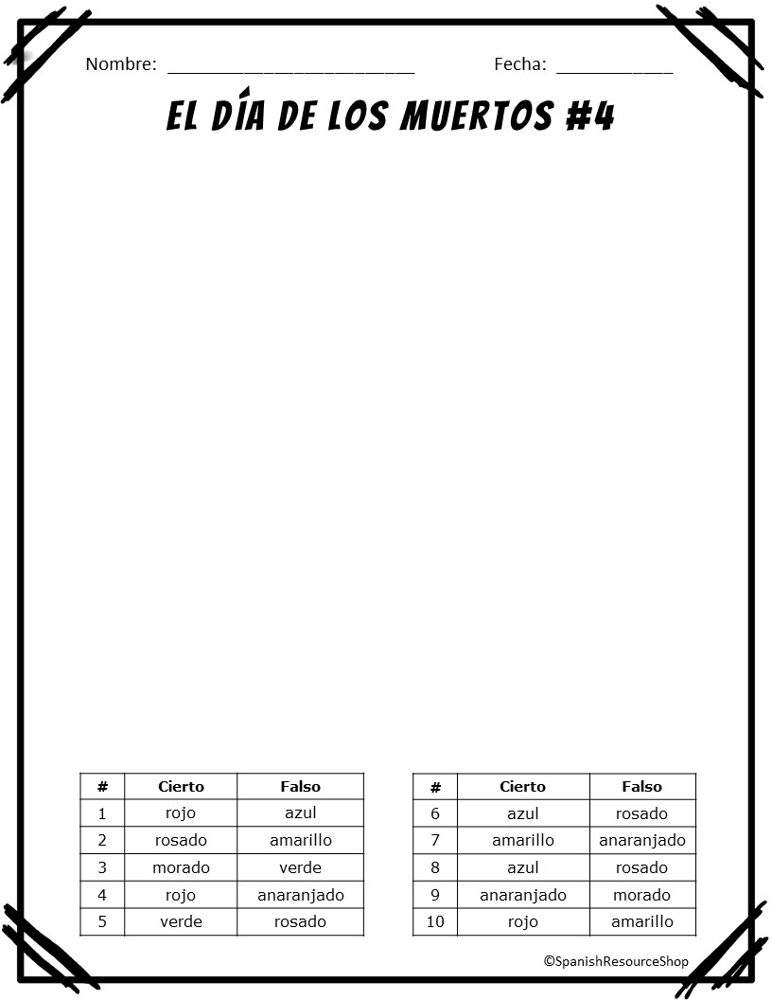 Nombre: __________________________ Fecha: ____________
EL DÍA DE LOS MUERTOS #4
# Cierto Falso
1 rojo azul
2 rosado amarillo
3 morado verde
4 rojo anaranjado
5 verde rosado
# Cierto Falso
6 azul rosado
7 amarillo anaranjado
8 azul rosado
9 anaranjado morado
10 rojo amarillo
©SpanishResourceShop